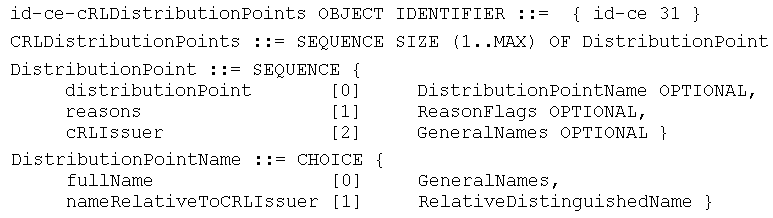 id-ce-cRLDistributionPoints OBJECT IDENTIFIER ::=  { id-ce 31 }
CRLDistributionPoints ::= SEQUENCE SIZE (1..MAX) OF DistributionPoint
DistributionPoint ::= SEQUENCE {
     distributionPoint       [0]     DistributionPointName OPTIONAL,
     reasons                 [1]     ReasonFlags OPTIONAL,
     cRLIssuer               [2]     GeneralNames OPTIONAL }
DistributionPointName ::= CHOICE {
     fullName                [0]     GeneralNames,
     nameRelativeToCRLIssuer [1]     RelativeDistinguishedName }